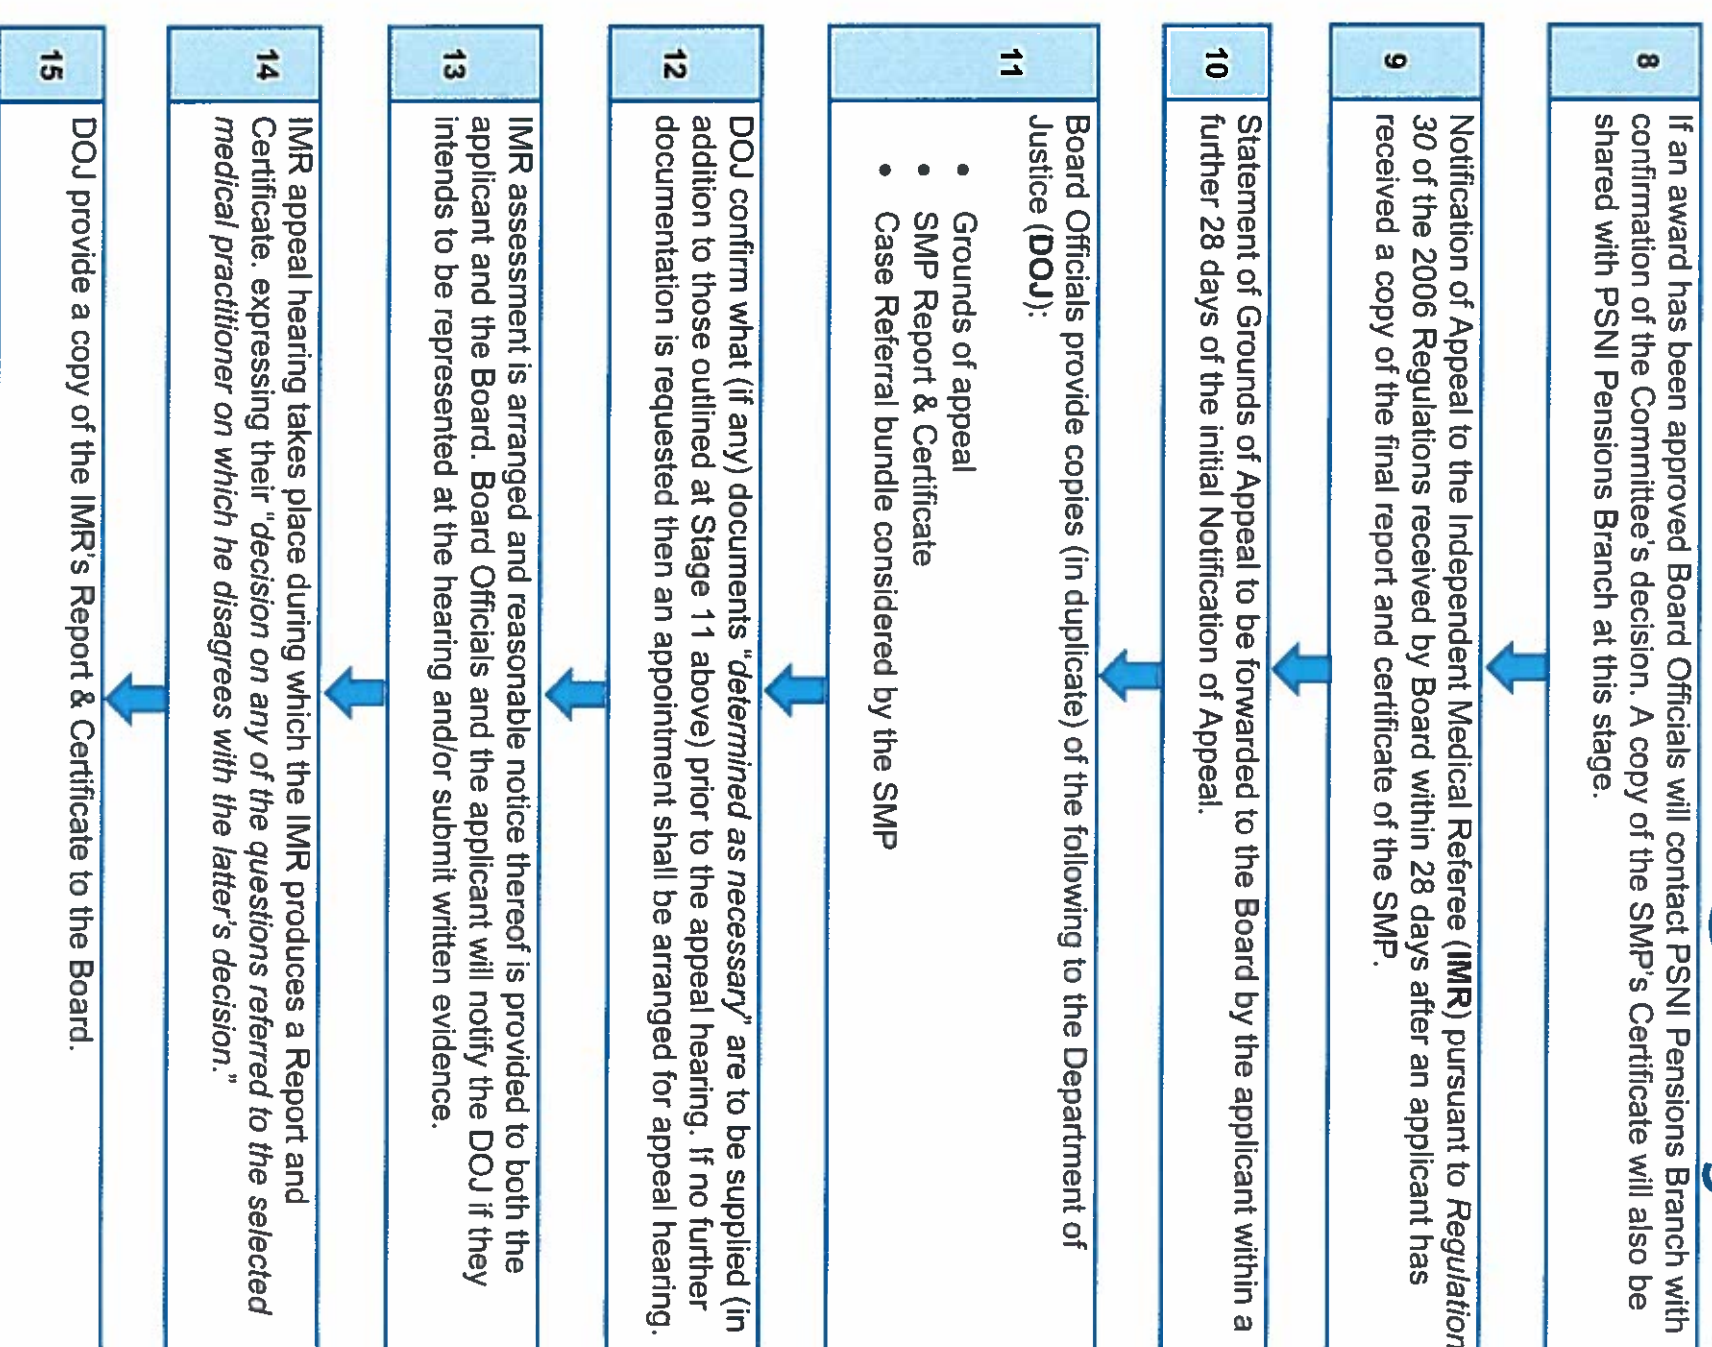 8
If an award has been approved Board Officials will contact PSNI Pensions Branch with
confirmation of the Committee's decision. A copy of the SMP's Certificate will also be
shared with PSNI Pensions Branch at this stage.
9
Notification of Appeal to the Independent Medical Referee (IMR) pursuant to Regulation
30 of the 2006 Regulations received by Board within 28 days after an applicant has
received a copy of the final report and certificate of the SMP.
10
Statement of Grounds of Appeal to be forwarded to the Board by the applicant within a
further 28 days of the initial Notification of Appeal.
11
Board Officials provide copies (in duplicate) of the following to the Department of
Justice (DOJ):
• Grounds of appeal
• SMP Report & Certificate
• Case Referral bundle considered by the SMP
12
DOJ confirm what (if any) documents "determined as necessary" are to be supplied (in
addition to those outlined at Stage 11 above) prior to the appeal hearing. If no further
documentation is requested then an appointment shall be arranged for appeal hearing.
13
IMR assessment is arranged and reasonable notice thereof is provided to both the
applicant and the Board. Board Officials and the applicant will notify the DOJ if they
intends to be represented at the hearing and/or submit written evidence.
14
IMR appeal hearing takes place during which the IMR produces a Report and
Certificate. expressing their "decision on any of the questions referred to the selected
medical practitioner on which he disagrees with the latter's decision."
15
DOJ provide a copy of the IMR's Report & Certificate to the Board.